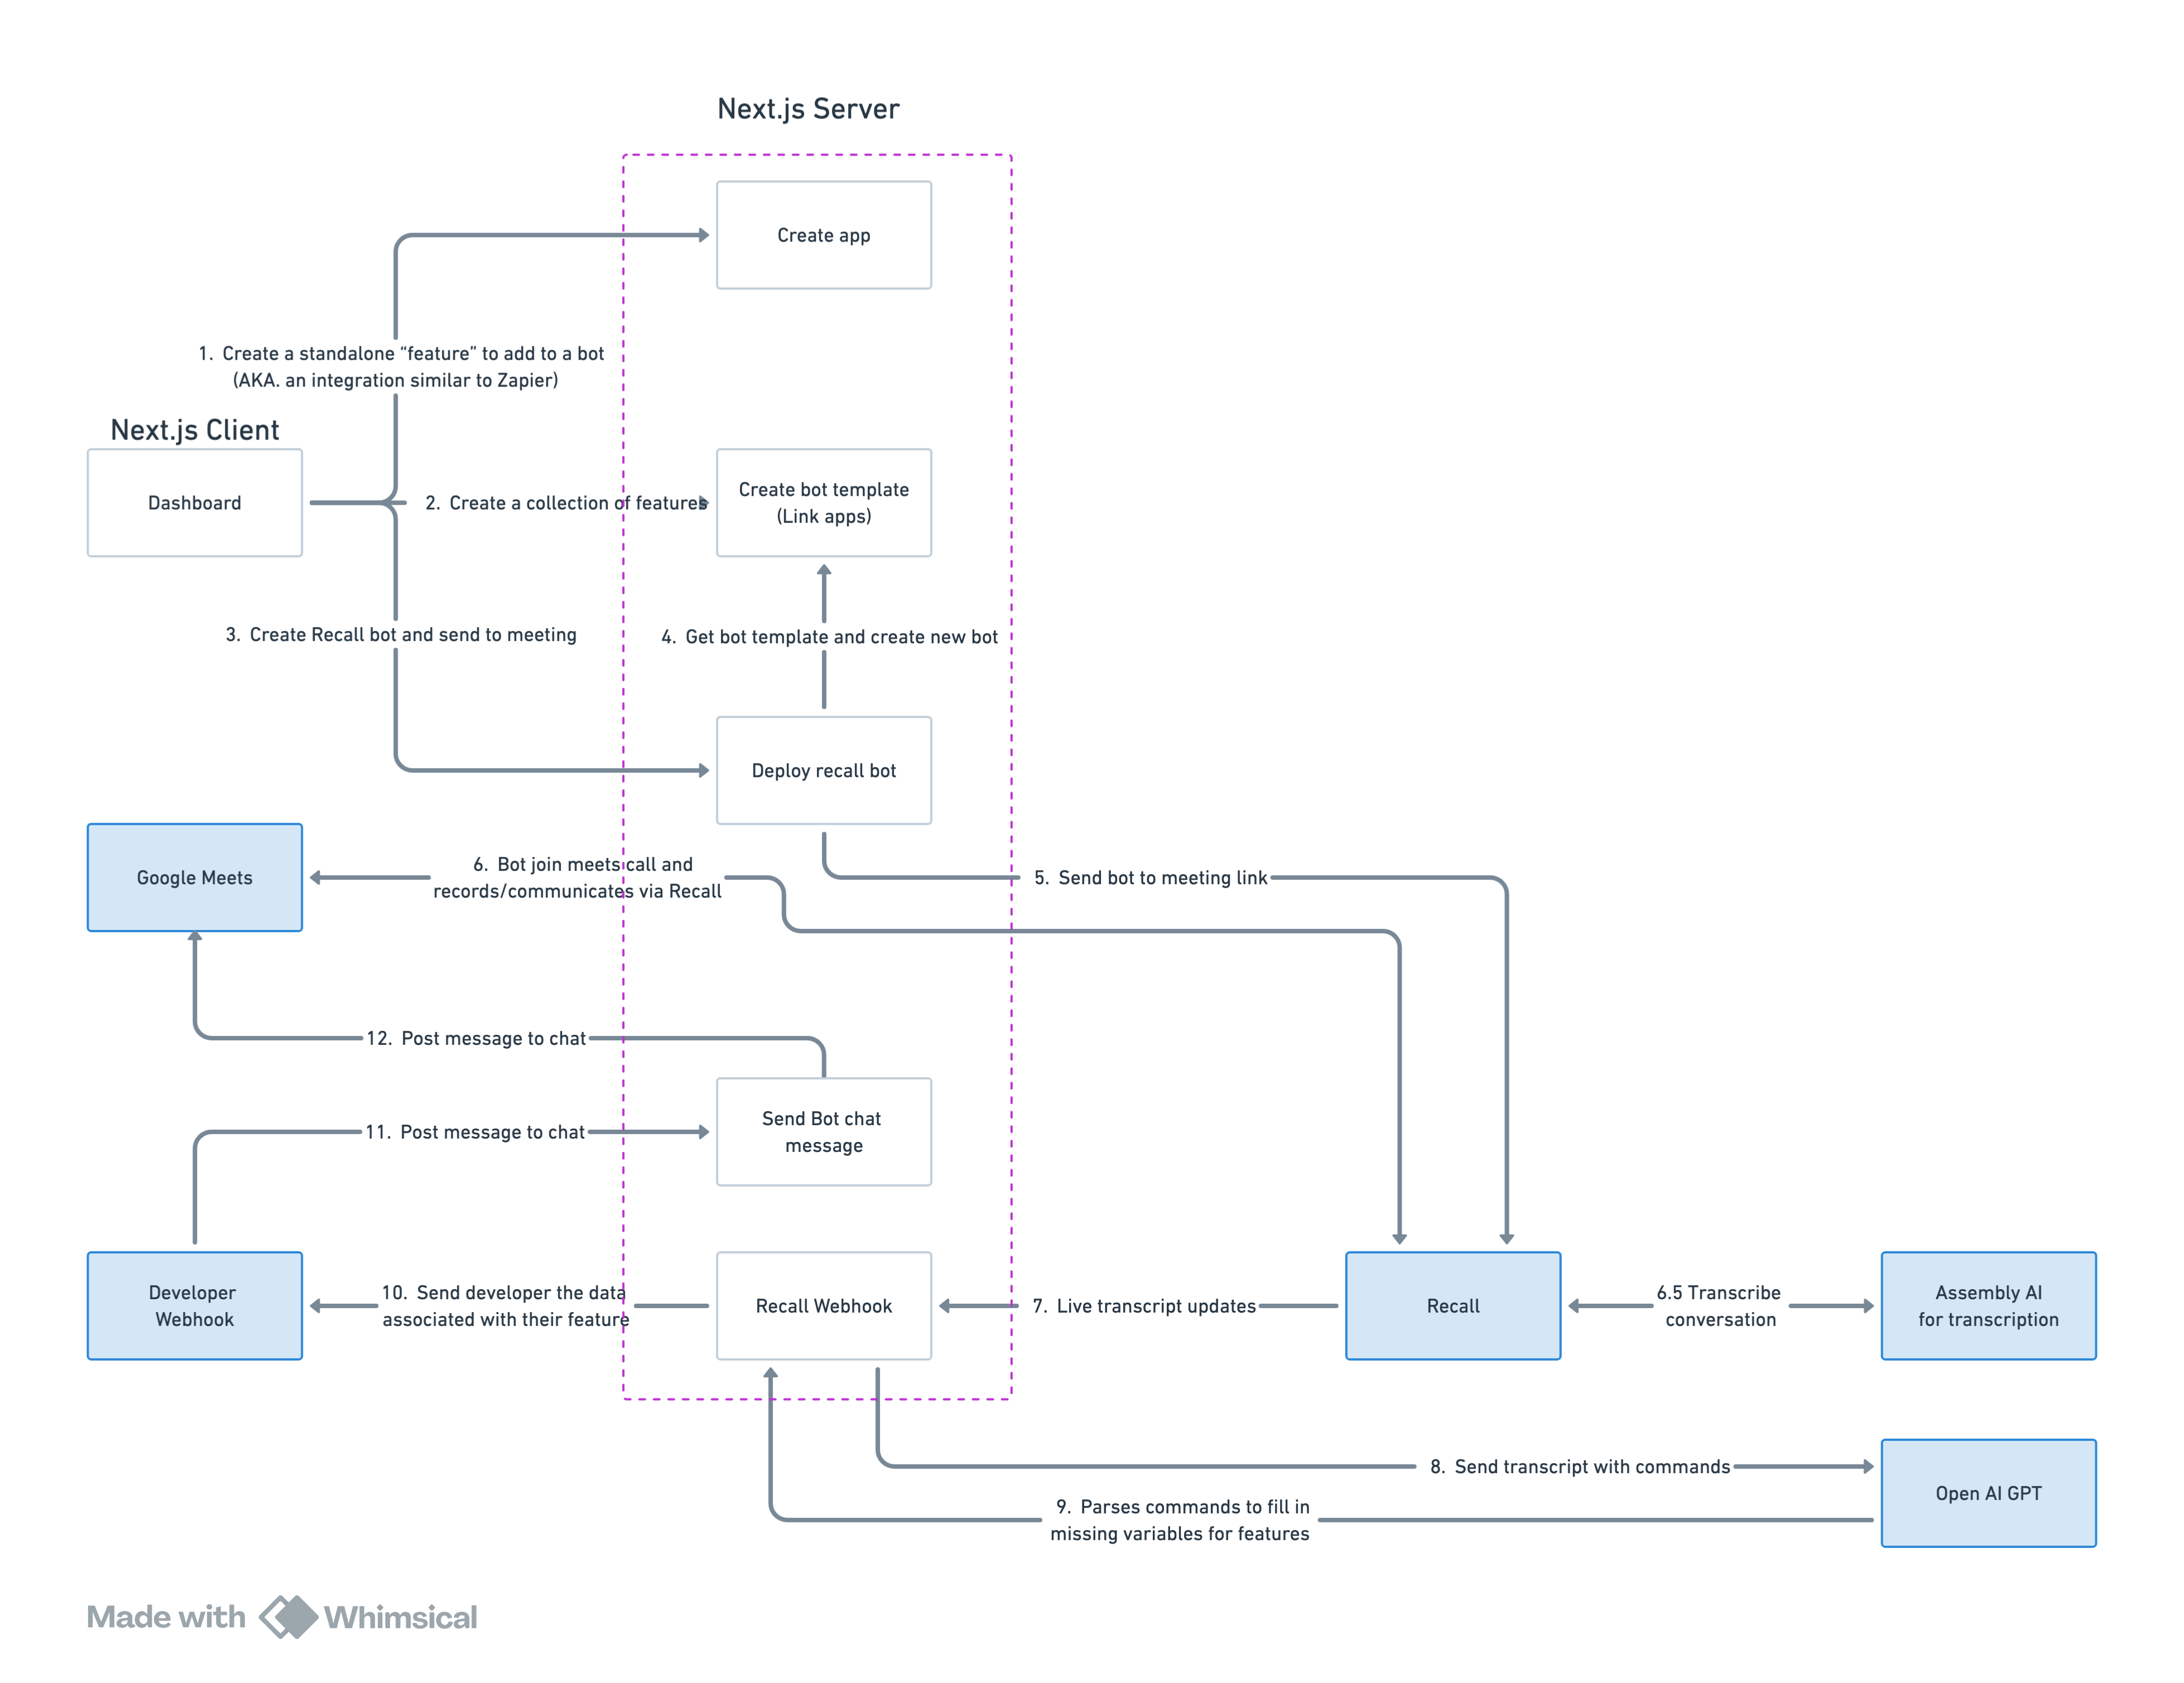 Next.js Server
Create app
1. Create a standalone “feature” to add to a bot
(AKA. an integration similar to Zapier)
Next.js Client
Dashboard
2. Create a collection of features
Create bot template
(Link apps)
3. Create Recall bot and send to meeting
4. Get bot template and create new bot
Deploy recall bot
Google Meets
6. Bot join meets call and
records/communicates via Recall
5. Send bot to meeting link
12. Post message to chat
Send Bot chat
message
11. Post message to chat
Developer
Webhook
10. Send developer the data
associated with their feature
Recall Webhook
7. Live transcript updates
Recall
6.5 Transcribe
conversation
Assembly AI
for transcription
8. Send transcript with commands
Open AI GPT
9. Parses commands to fill in
missing variables for features
Made with Whimsical